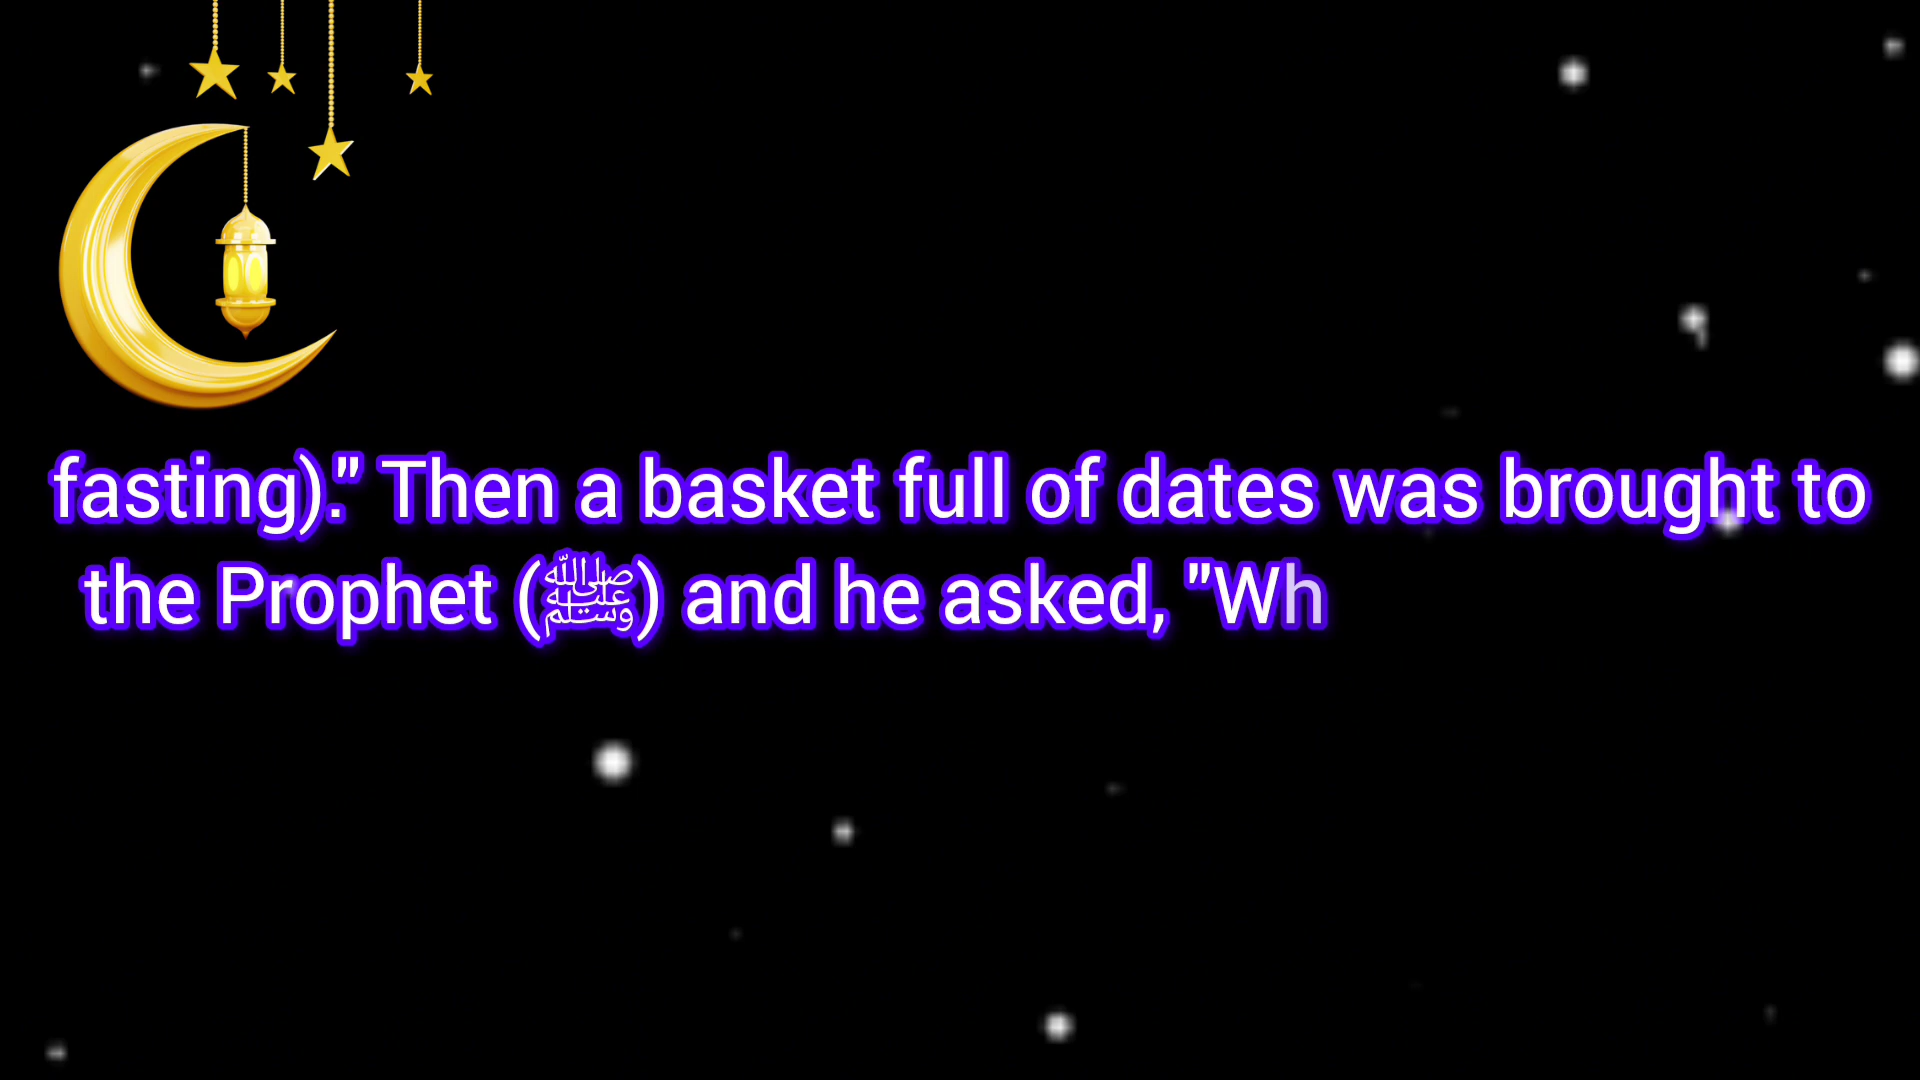 fasting)." Then a basket full of dates was brought to
the Prophet (ﷺ) and he asked, "Wh